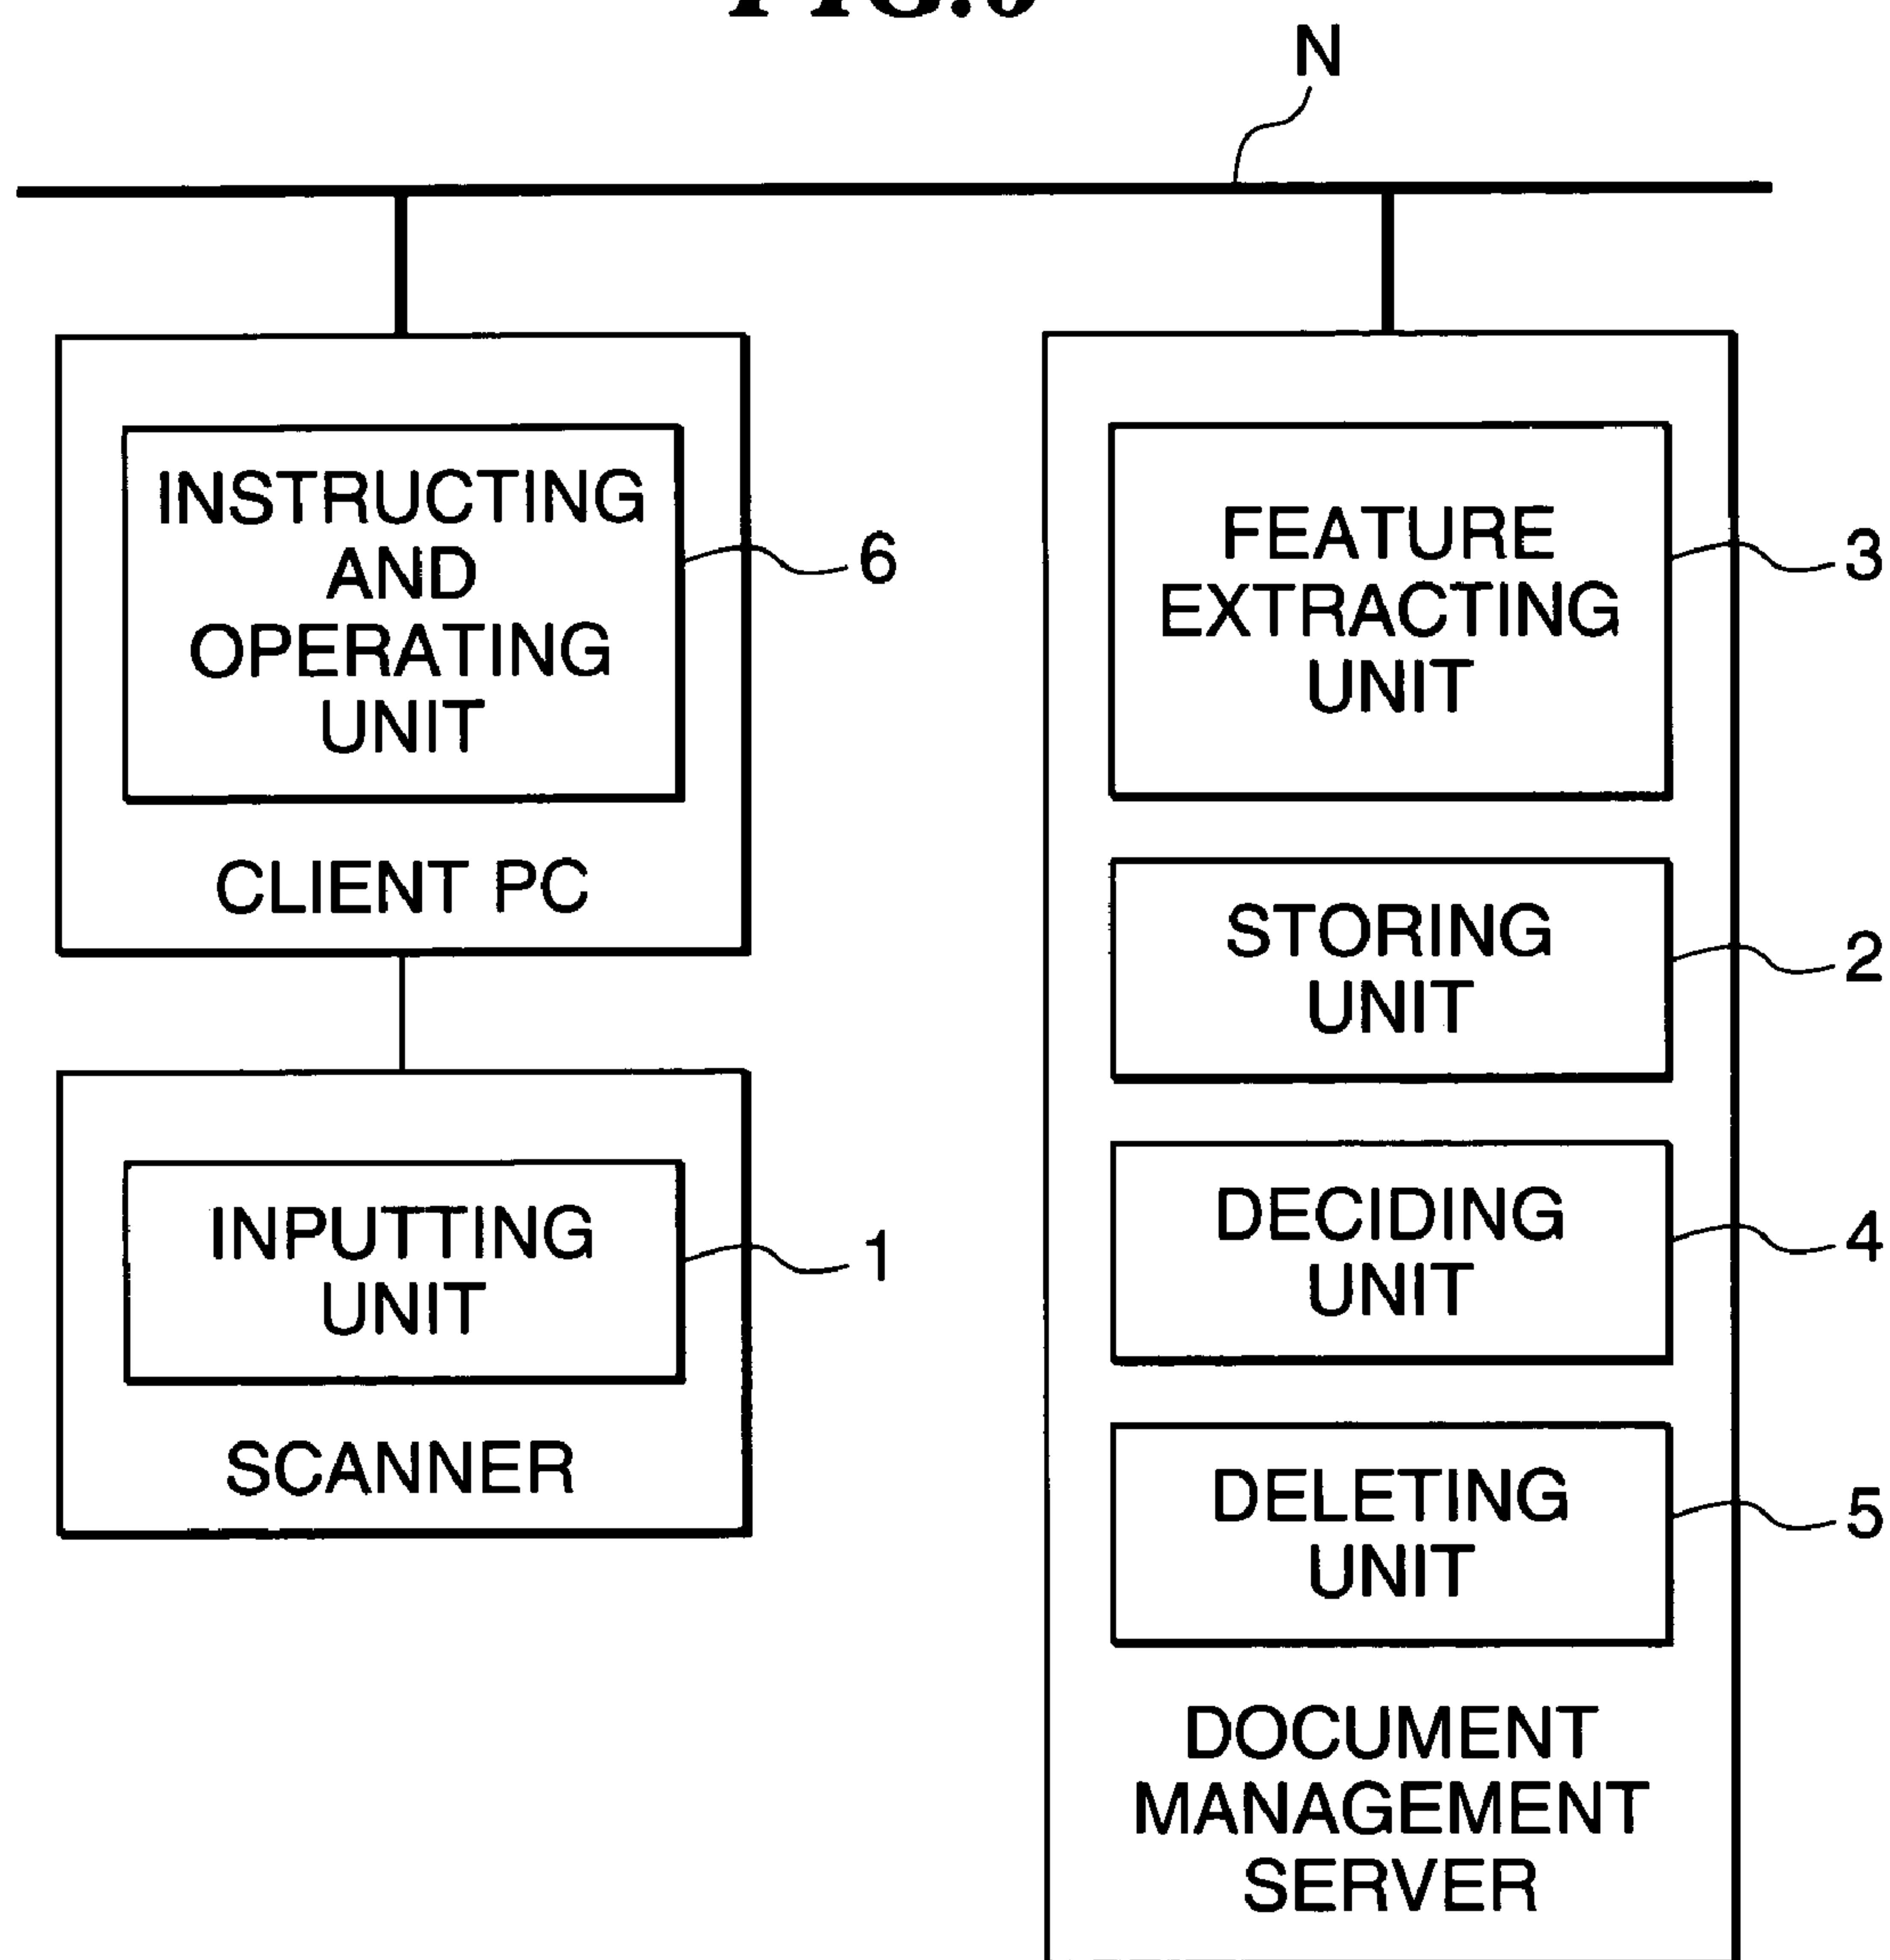 N
INSTRUCTING
AND
OPERATING
UNIT
6
CLIENT PC
INPUTTING
UNIT
1
SCANNER
FEATURE
EXTRACTING
UNIT
3
STORING
UNIT
2
DECIDING
UNIT
4
DELETING
UNIT
5
DOCUMENT
MANAGEMENT
SERVER